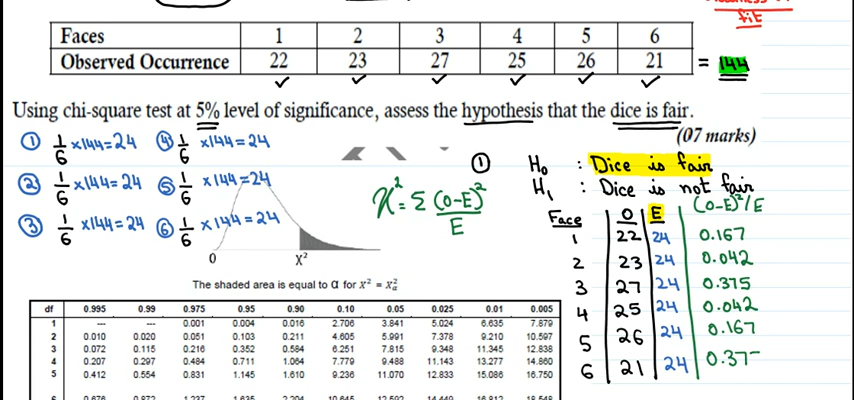 fit
Faces 1 2 3 4 5 6
Observed Occurrence 22 23 27 25 26 21 = 144
Using chi-square test at 5% level of significance, assess the hypothesis that the dice is fair.
(07 marks)
① 1/6 ×144=24 ④ 1/6 ×144=24
② 1/6 ×144=24 ⑤ 1/6 ×144=24
③ 1/6 ×144=24 ⑥ 1/6 ×144=24
① H₀ : Dice is fair
H₁ : Dice is not fair
χ² = Σ (O-E)²/E
Face O E (O-E)²/E
1 22 24 0.167
2 23 24 0.042
3 27 24 0.375
4 25 24 0.042
5 26 24 0.167
6 21 24 0.37
0 X²
The shaded area is equal to α for χ² = χ²α
df 0.995 0.99 0.975 0.95 0.90 0.10 0.05 0.025 0.01 0.005
1 --- --- 0.001 0.004 0.016 2.706 3.841 5.024 6.635 7.879
2 0.010 0.020 0.051 0.103 0.211 4.605 5.991 7.378 9.210 10.597
3 0.072 0.115 0.216 0.352 0.584 6.251 7.815 9.348 11.345 12.838
4 0.207 0.297 0.484 0.711 1.064 7.779 9.488 11.143 13.277 14.860
5 0.412 0.554 0.831 1.145 1.610 9.236 11.070 12.833 15.086 16.750